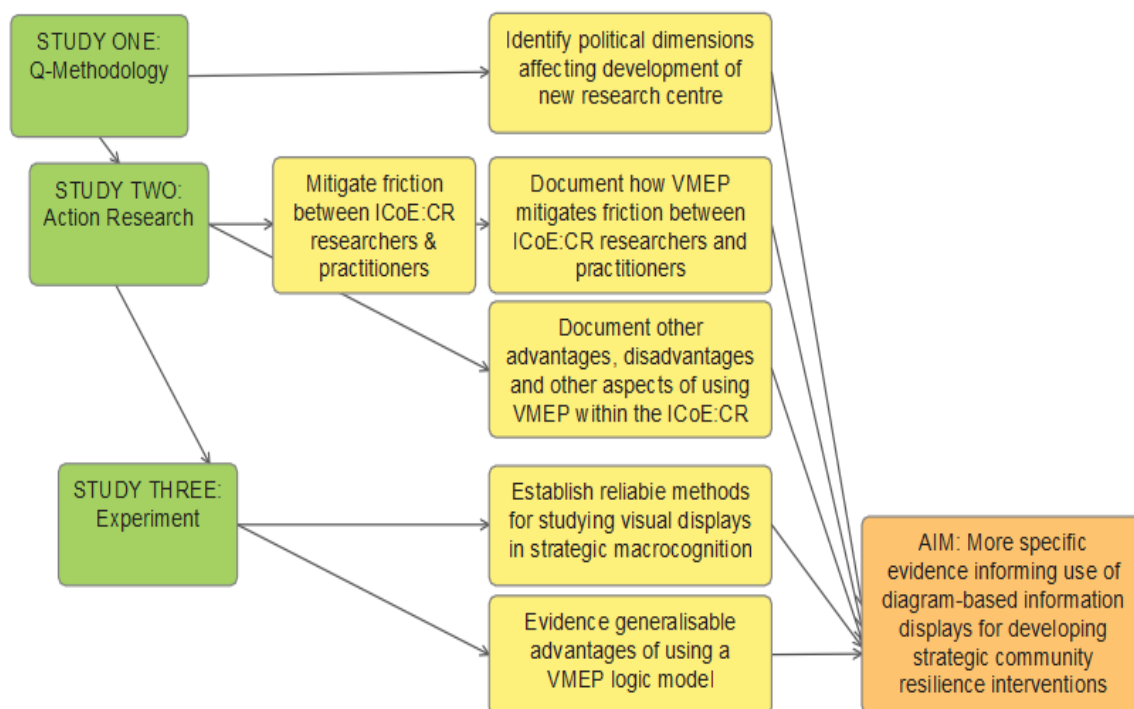 STUDY ONE:
Q-Methodology
Identify political dimensions
affecting development of
new research centre
STUDY TWO:
Action Research
Mitigate friction
between ICoE:CR
researchers &
practitioners
Document how VMEP
mitigates friction between
ICoE:CR researchers and
practitioners
Document other
advantages, disadvantages
and other aspects of using
VMEP within the ICoE:CR
STUDY THREE:
Experiment
Establish reliable methods
for studying visual displays
in strategic macrocognition
Evidence generalisable
advantages of using a
VMEP logic model
AIM: More specific
evidence informing use of
diagram-based information
displays for developing
strategic community
resilience interventions